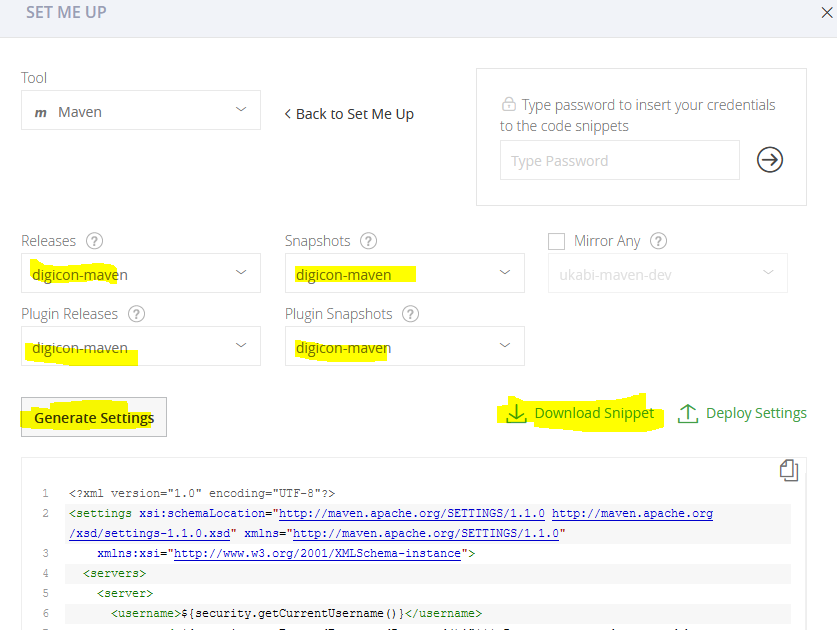 SET ME UP
Tool
m Maven
< Back to Set Me Up
Type password to insert your credentials
to the code snippets
Type Password
Releases ?
Snapshots ?
Mirror Any ?
digicon-maven
digicon-maven
ukabi-maven-dev
Plugin Releases ?
Plugin Snapshots ?
digicon-maven
digicon-maven
Generate Settings
Download Snippet
Deploy Settings
1 <?xml version="1.0" encoding="UTF-8"?>
2 <settings xsi:schemaLocation="http://maven.apache.org/SETTINGS/1.1.0 http://maven.apache.org
/xsd/settings-1.1.0.xsd" xmlns="http://maven.apache.org/SETTINGS/1.1.0"
3 xmlns:xsi="http://www.w3.org/2001/XMLSchema-instance">
4 <servers>
5 <server>
6 <username>${security.getCurrentUsername()}</username>